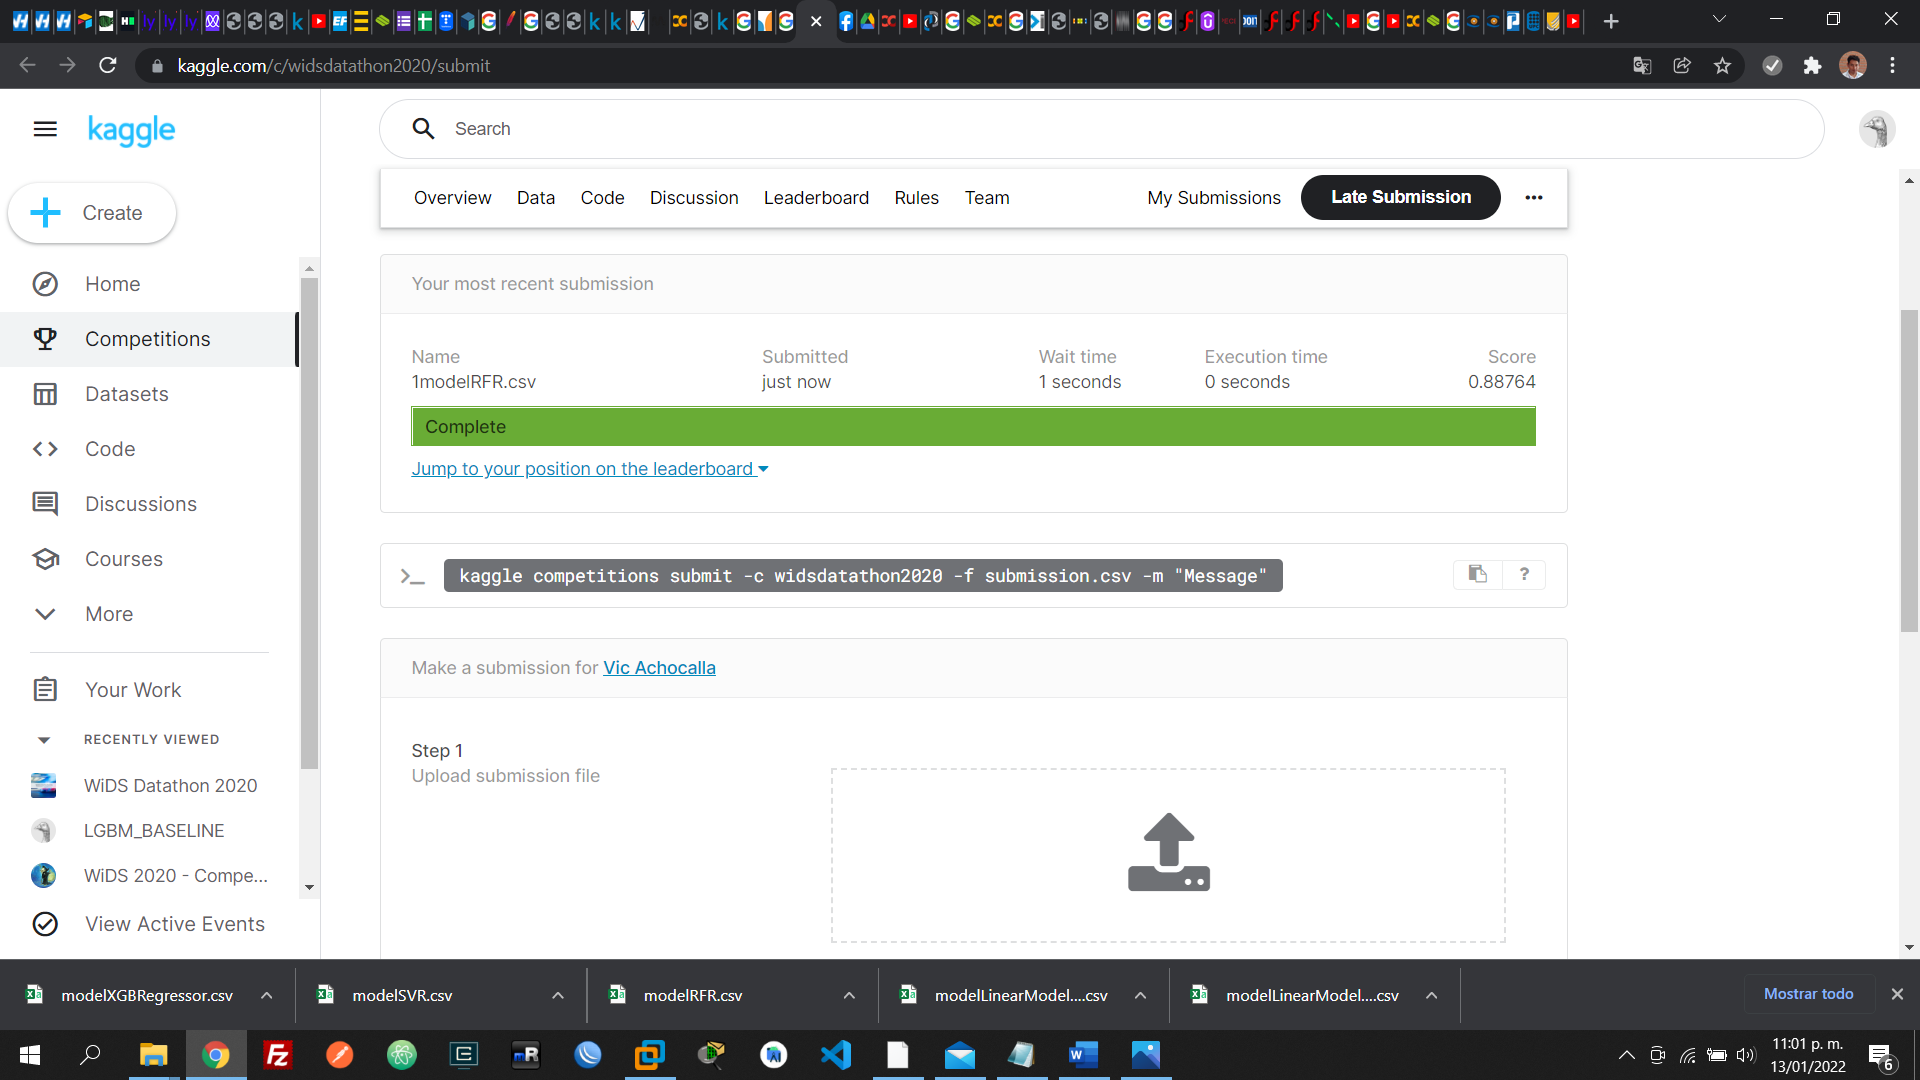 kaggle.com/c/widsdatathon2020/submit
kaggle
Search
Create
Overview Data Code Discussion Leaderboard Rules Team My Submissions Late Submission
Home
Competitions
Datasets
Code
Discussions
Courses
More
Your Work
RECENTLY VIEWED
WiDS Datathon 2020
LGBM_BASELINE
WiDS 2020 - Compe...
View Active Events
Your most recent submission
Name Submitted Wait time Execution time Score
1modelRFR.csv just now 1 seconds 0 seconds 0.88764
Complete
Jump to your position on the leaderboard
kaggle competitions submit -c widsdatathon2020 -f submission.csv -m "Message"
?
Make a submission for Vic Achocalla
Step 1
Upload submission file
modelXGBRegressor.csv modelSVR.csv modelRFR.csv modelLinearModel....csv modelLinearModel....csv Mostrar todo
11:01 p. m.
13/01/2022
6